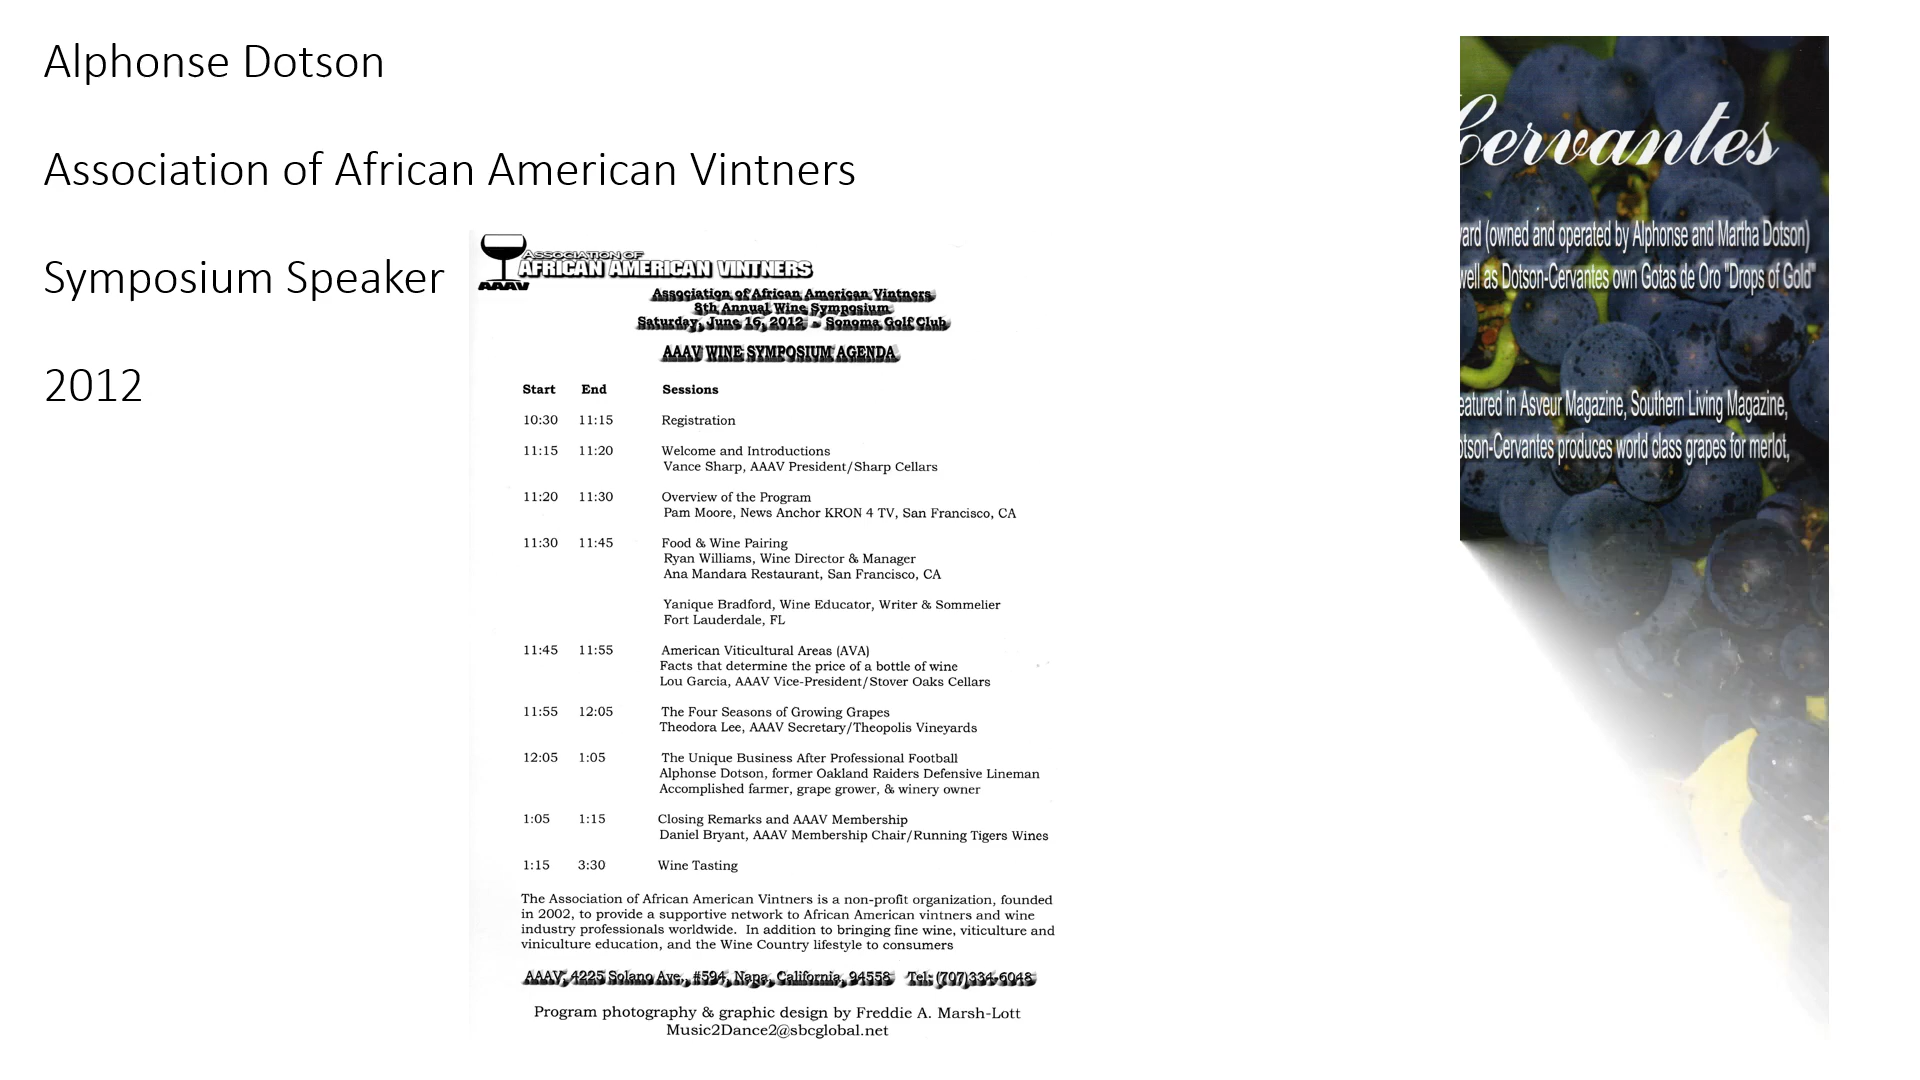 Alphonse Dotson
Association of African American Vintners
Symposium Speaker
2012
ASSOCIATION OF
AFRICAN AMERICAN VINTNERS
AAAV
Association of African American Vintners
8th Annual Wine Symposium
Saturday, June 16, 2012 - Sonoma Golf Club
AAAV WINE SYMPOSIUM AGENDA
Start End Sessions
10:30 11:15 Registration
11:15 11:20 Welcome and Introductions
Vance Sharp, AAAV President/Sharp Cellars
11:20 11:30 Overview of the Program
Pam Moore, News Anchor KRON 4 TV, San Francisco, CA
11:30 11:45 Food & Wine Pairing
Ryan Williams, Wine Director & Manager
Ana Mandara Restaurant, San Francisco, CA
Yanique Bradford, Wine Educator, Writer & Sommelier
Fort Lauderdale, FL
11:45 11:55 American Viticultural Areas (AVA)
Facts that determine the price of a bottle of wine
Lou Garcia, AAAV Vice-President/Stover Oaks Cellars
11:55 12:05 The Four Seasons of Growing Grapes
Theodora Lee, AAAV Secretary/Theopolis Vineyards
12:05 1:05 The Unique Business After Professional Football
Alphonse Dotson, former Oakland Raiders Defensive Lineman
Accomplished farmer, grape grower, & winery owner
1:05 1:15 Closing Remarks and AAAV Membership
Daniel Bryant, AAAV Membership Chair/Running Tigers Wines
1:15 3:30 Wine Tasting
The Association of African American Vintners is a non-profit organization, founded
in 2002, to provide a supportive network to African American vintners and wine
industry professionals worldwide. In addition to bringing fine wine, viticulture and
viniculture education, and the Wine Country lifestyle to consumers
AAAV, 4225 Solano Ave., #594, Napa, California, 94558 Tel: (707)334-6048
Program photography & graphic design by Freddie A. Marsh-Lott
Music2Dance2@sbcglobal.net
Cervantes
yard (owned and operated by Alphonse and Martha Dotson)
well as Dotson-Cervantes own Gotas de Oro "Drops of Gold"
eatured in Asveur Magazine, Southern Living Magazine,
otson-Cervantes produces world class grapes for merlot,